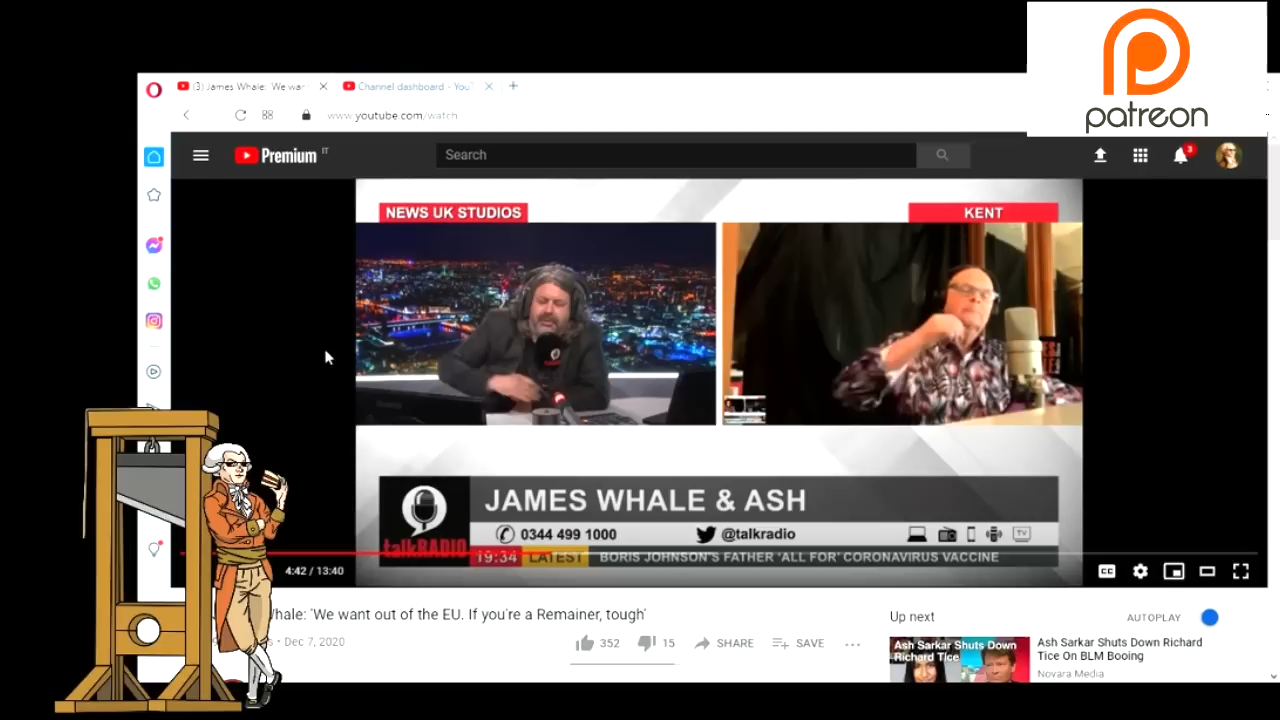 patreon
(3) James Whale: 'We war
Channel dashboard - You
www.youtube.com/watch
Premium IT
Search
3
NEWS UK STUDIOS
KENT
JAMES WHALE & ASH
talkRADIO
0344 499 1000
@talkradio
TV
19:34 LATEST BORIS JOHNSON'S FATHER 'ALL FOR' CORONAVIRUS VACCINE
4:42 / 13:40
CC
hale: 'We want out of the EU. If you're a Remainer, tough'
Dec 7, 2020
352
15
SHARE
SAVE
Up next
AUTOPLAY
Ash Sarkar Shuts Down
Richard Tice
Ash Sarkar Shuts Down Richard
Tice On BLM Booing
Novara Media